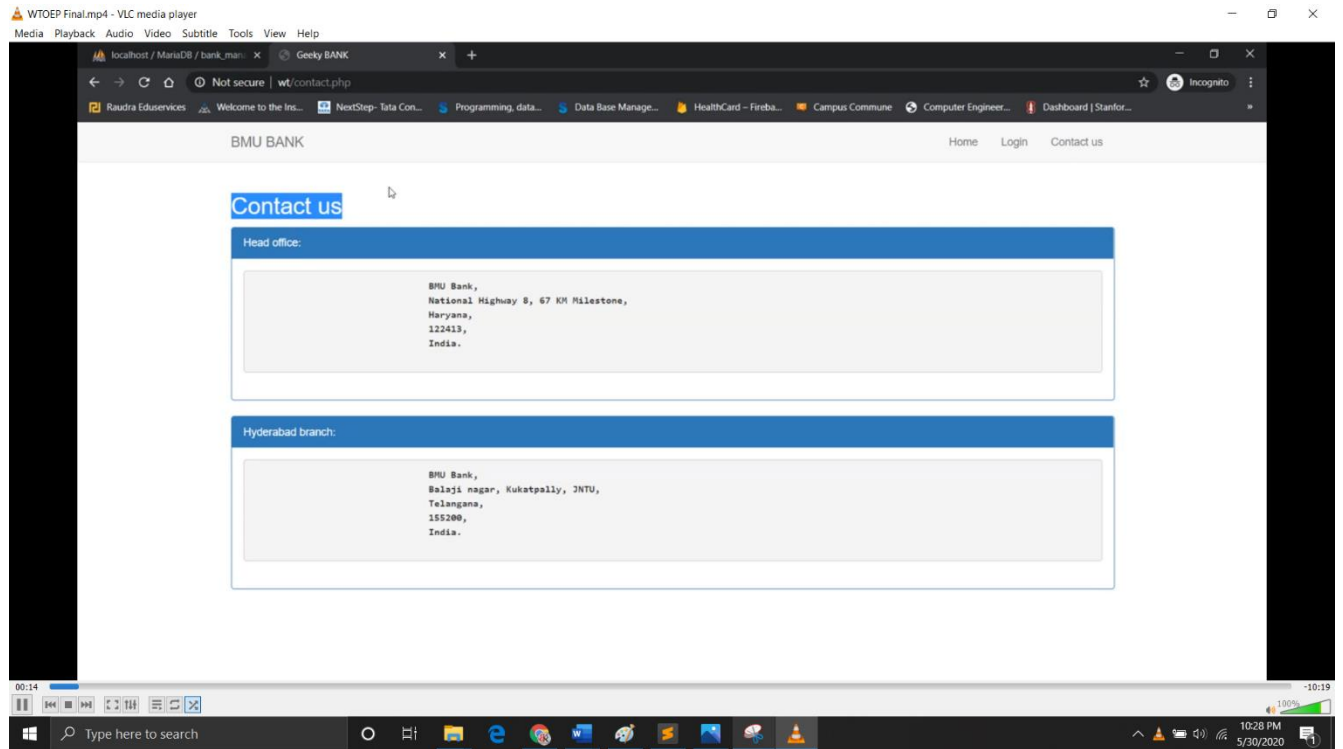 WTOEP Final.mp4 - VLC media player
Media Playback Audio Video Subtitle Tools View Help
localhost / MariaDB / bank_man Geeky BANK
Not secure | wt/contact.php Incognito
Raudra Eduservices Welcome to the Ins... NextStep- Tata Con... Programming, data... Data Base Manage... HealthCard – Fireba... Campus Commune Computer Engineer... Dashboard | Stanfor... »
BMU BANK Home Login Contact us
Contact us
Head office:
BMU Bank,
National Highway 8, 67 KM Milestone,
Haryana,
122413,
India.
Hyderabad branch:
BMU Bank,
Balaji nagar, Kukatpally, JNTU,
Telangana,
155200,
India.
00:14 -10:19
100%
Type here to search
10:28 PM
5/30/2020
1